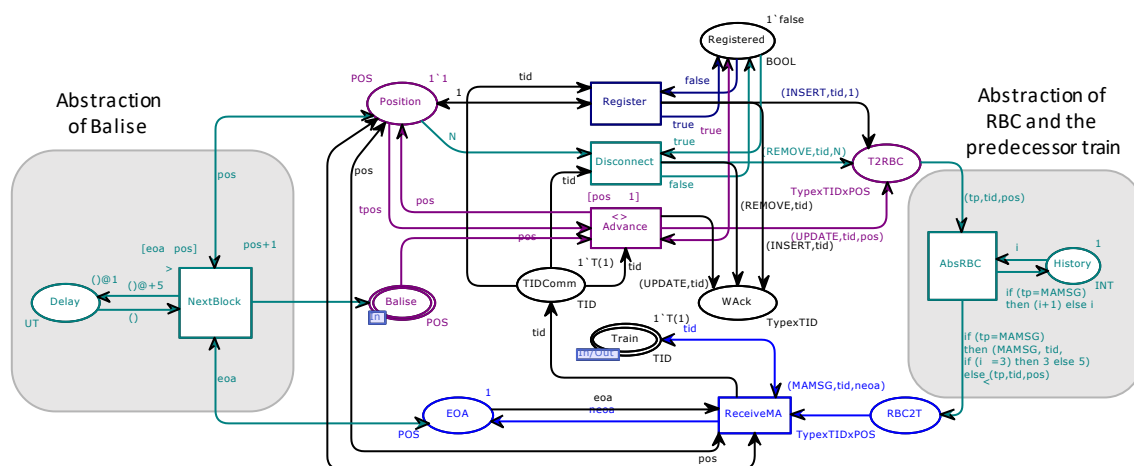 Abstraction
of Balise
Abstraction of
RBC and the
predecessor train
1`false
Registered
BOOL
POS
1`1
Position
tid
1
Register
false
true
true
(INSERT,tid,1)
N
Disconnect
true
false
(REMOVE,tid,N)
T2RBC
TypexTIDxPOS
pos
pos
tid
(REMOVE,tid)
[pos 1]
<>
Advance
pos
tpos
pos
(UPDATE,tid,pos)
(INSERT,tid)
(tp,tid,pos)
[eoa pos]
>
pos+1
NextBlock
()@1
()@+5
()
Delay
UT
Balise
In
POS
1`T(1)
TIDComm
TID
tid
(UPDATE,tid)
WAck
TypexTID
AbsRBC
i
1
History
INT
if (tp=MAMSG)
then (i+1) else i
tid
1`T(1)
Train
In/Out
TID
tid
if (tp=MAMSG)
then (MAMSG, tid,
if (i =3) then 3 else 5)
else (tp,tid,pos)
<
eoa
1
EOA
POS
eoa
neoa
(MAMSG,tid,neoa)
ReceiveMA
RBC2T
TypexTIDxPOS
pos